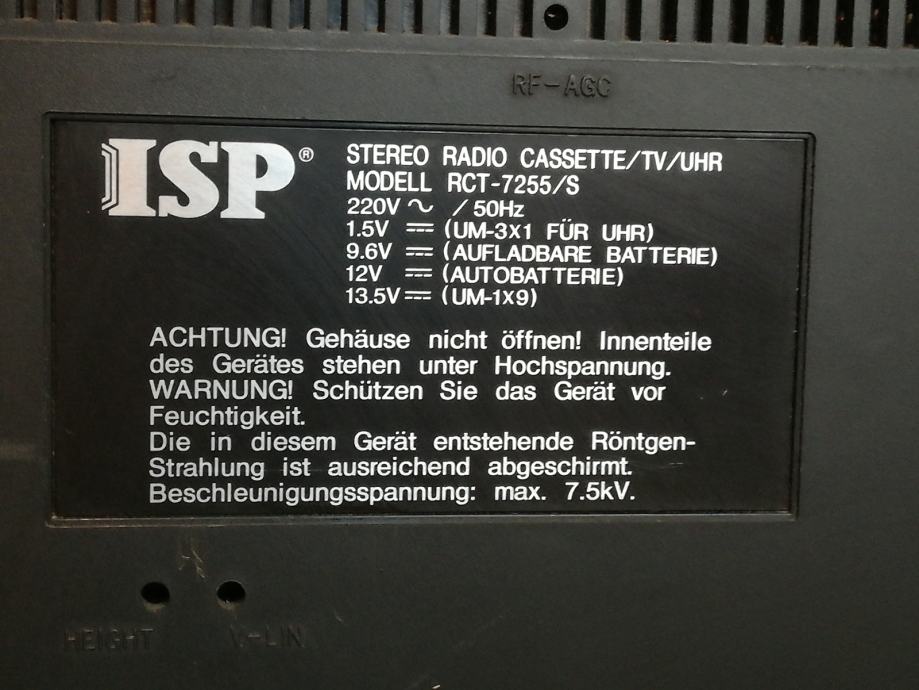 RF-AGC
ISP®
STEREO RADIO CASSETTE/TV/UHR
MODELL RCT-7255/S
220V ∿ / 50Hz
1.5V ⎓ (UM-3X1 FÜR UHR)
9.6V ⎓ (AUFLADBARE BATTERIE)
12V ⎓ (AUTOBATTERIE)
13.5V ⎓ (UM-1X9)
ACHTUNG! Gehäuse nicht öffnen! Innenteile
des Gerätes stehen unter Hochspannung.
WARNUNG! Schützen Sie das Gerät vor
Feuchtigkeit.
Die in diesem Gerät entstehende Röntgen-
Strahlung ist ausreichend abgeschirmt.
Beschleunigungsspannung: max. 7.5kV.
HEIGHT V-LIN